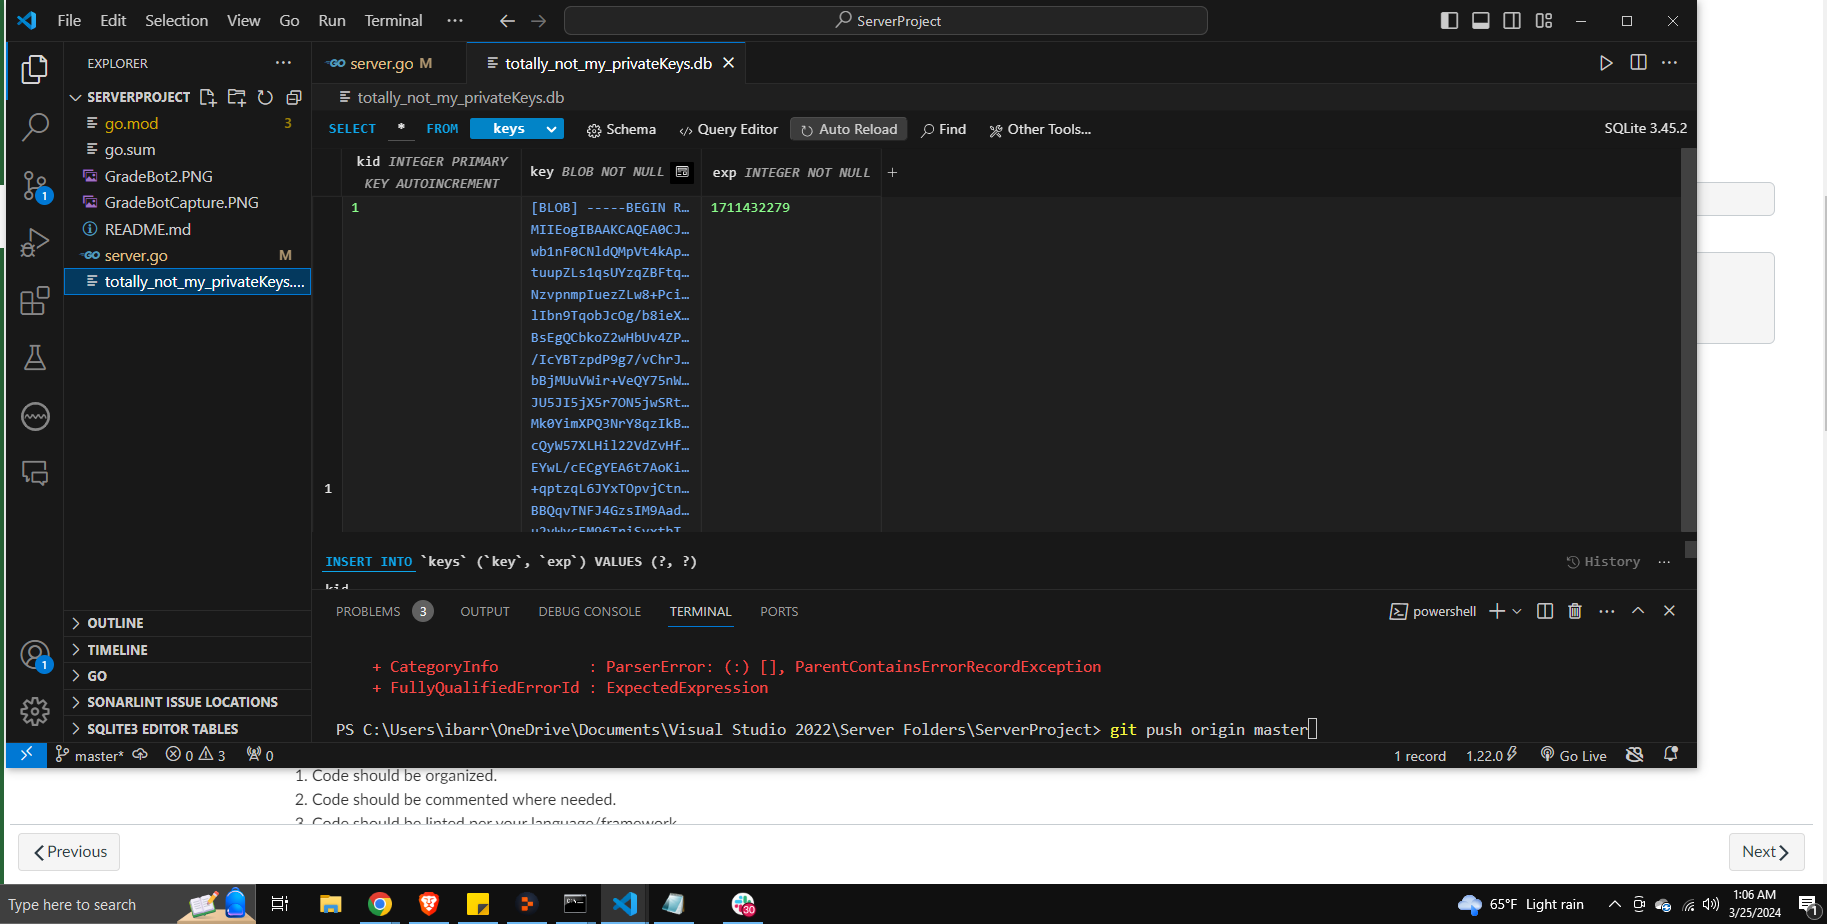 File Edit Selection View Go Run Terminal ··· ServerProject
EXPLORER ···
SERVERPROJECT
go.mod 3
go.sum
GradeBot2.PNG
GradeBotCapture.PNG
README.md
server.go M
totally_not_my_privateKeys....
OUTLINE
TIMELINE
GO
SONARLINT ISSUE LOCATIONS
SQLITE3 EDITOR TABLES
server.go M totally_not_my_privateKeys.db
totally_not_my_privateKeys.db
SELECT * FROM keys Schema Query Editor Auto Reload Find Other Tools... SQLite 3.45.2
kid INTEGER PRIMARY KEY AUTOINCREMENT
key BLOB NOT NULL
exp INTEGER NOT NULL +
1 [BLOB] -----BEGIN R… 1711432279
MIIEogIBAAKCAQEA0CJ…
wb1nF0CNldQMpVt4kAp…
tuupZLs1qsUYzqZBFtq…
NzvpnmpIuezZLw8+Pci…
lIbn9TqobJcOg/b8ieX…
BsEgQCbkoZ2wHbUv4ZP…
/IcYBTzpdP9g7/vChrJ…
bBjMUuVWir+VeQY75nW…
JU5JI5jX5r7ON5jwSRt…
Mk0YimXPQ3NrY8qzIkB…
cQyW57XLHil22VdZvHf…
EYwL/cECgYEA6t7AoKi…
1 +qptzqL6JYxTOpvjCtn…
BBQqvTNFJ4GzsIM9Aad…
INSERT INTO `keys` (`key`, `exp`) VALUES (?, ?) History ···
kid
PROBLEMS 3 OUTPUT DEBUG CONSOLE TERMINAL PORTS powershell
+ CategoryInfo : ParserError: (:) [], ParentContainsErrorRecordException
+ FullyQualifiedErrorId : ExpectedExpression
PS C:\Users\ibarr\OneDrive\Documents\Visual Studio 2022\Server Folders\ServerProject> git push origin master
1
1
master* 0 3 0 1 record 1.22.0 Go Live
1. Code should be organized.
2. Code should be commented where needed.
3. Code should be linted per your language/framework
Previous Next
Type here to search 30 65°F Light rain 1:06 AM
3/25/2024 1